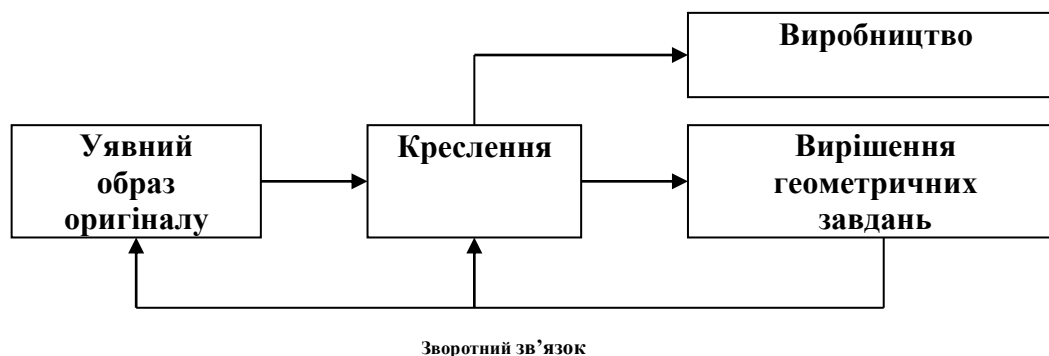 Виробництво
Уявний
образ
оригіналу
Креслення
Вирішення
геометричних
завдань
Зворотний зв’язок